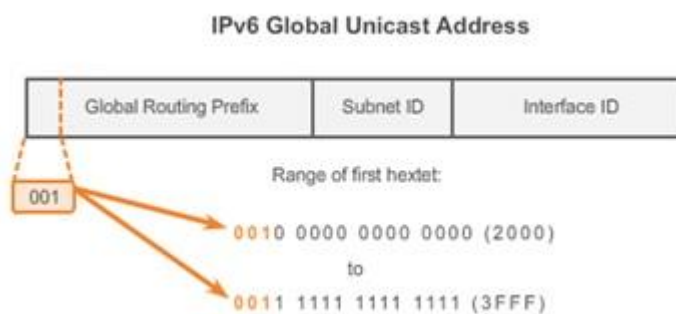 IPv6 Global Unicast Address
Global Routing Prefix Subnet ID Interface ID
Range of first hextet:
001
0010 0000 0000 0000 (2000)
to
0011 1111 1111 1111 (3FFF)